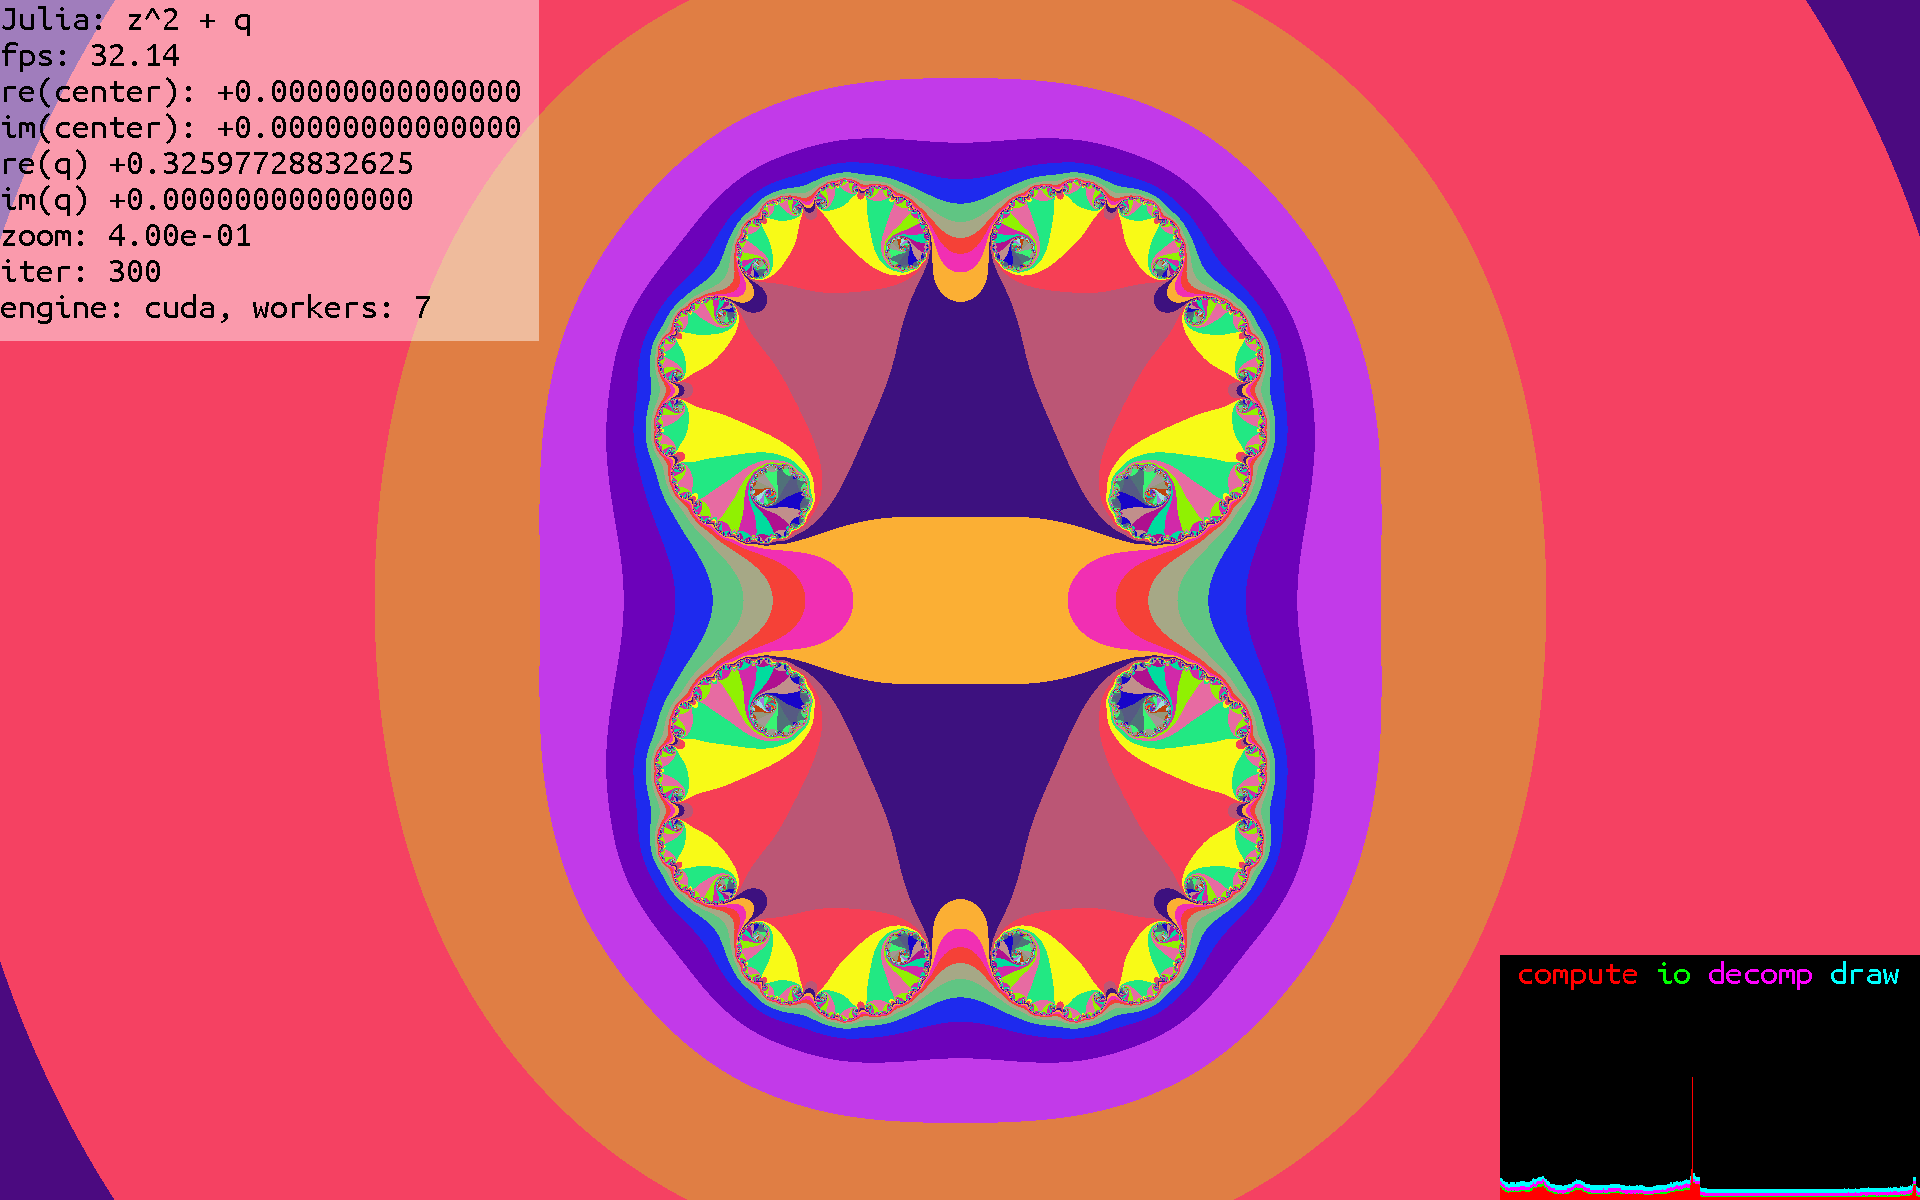 Julia: z^2 + q
fps: 32.14
re(center): +0.00000000000000
im(center): +0.00000000000000
re(q) +0.32597728832625
im(q) +0.00000000000000
zoom: 4.00e-01
iter: 300
engine: cuda, workers: 7
compute io decomp draw